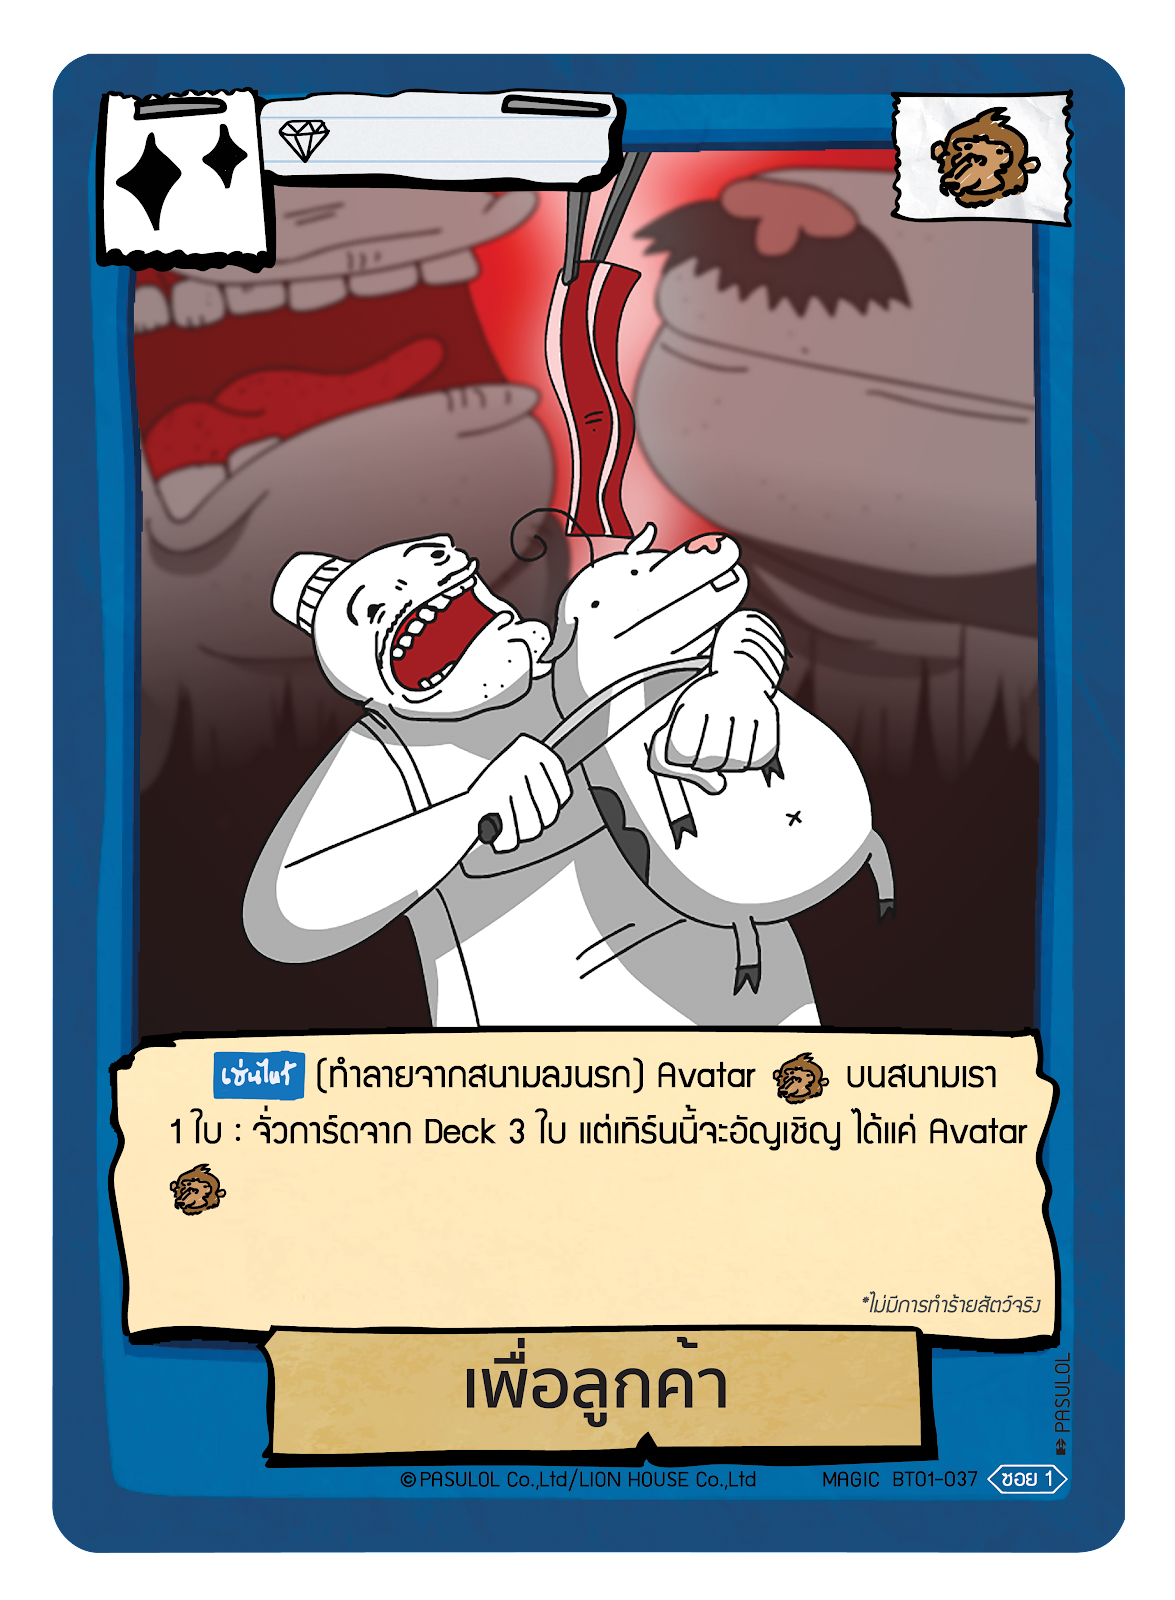 เซ่นไหว้ (ทำลายจากสนามลงนรก) Avatar บนสนามเรา
1 ใบ : จั่วการ์ดจาก Deck 3 ใบ แต่เทิร์นนี้จะอัญเชิญ ได้แค่ Avatar
*ไม่มีการทำร้ายสัตว์จริง
เพื่อลูกค้า
PASULOL
©PASULOL Co.,Ltd/LION HOUSE Co.,Ltd MAGIC BT01-037 ซอย 1